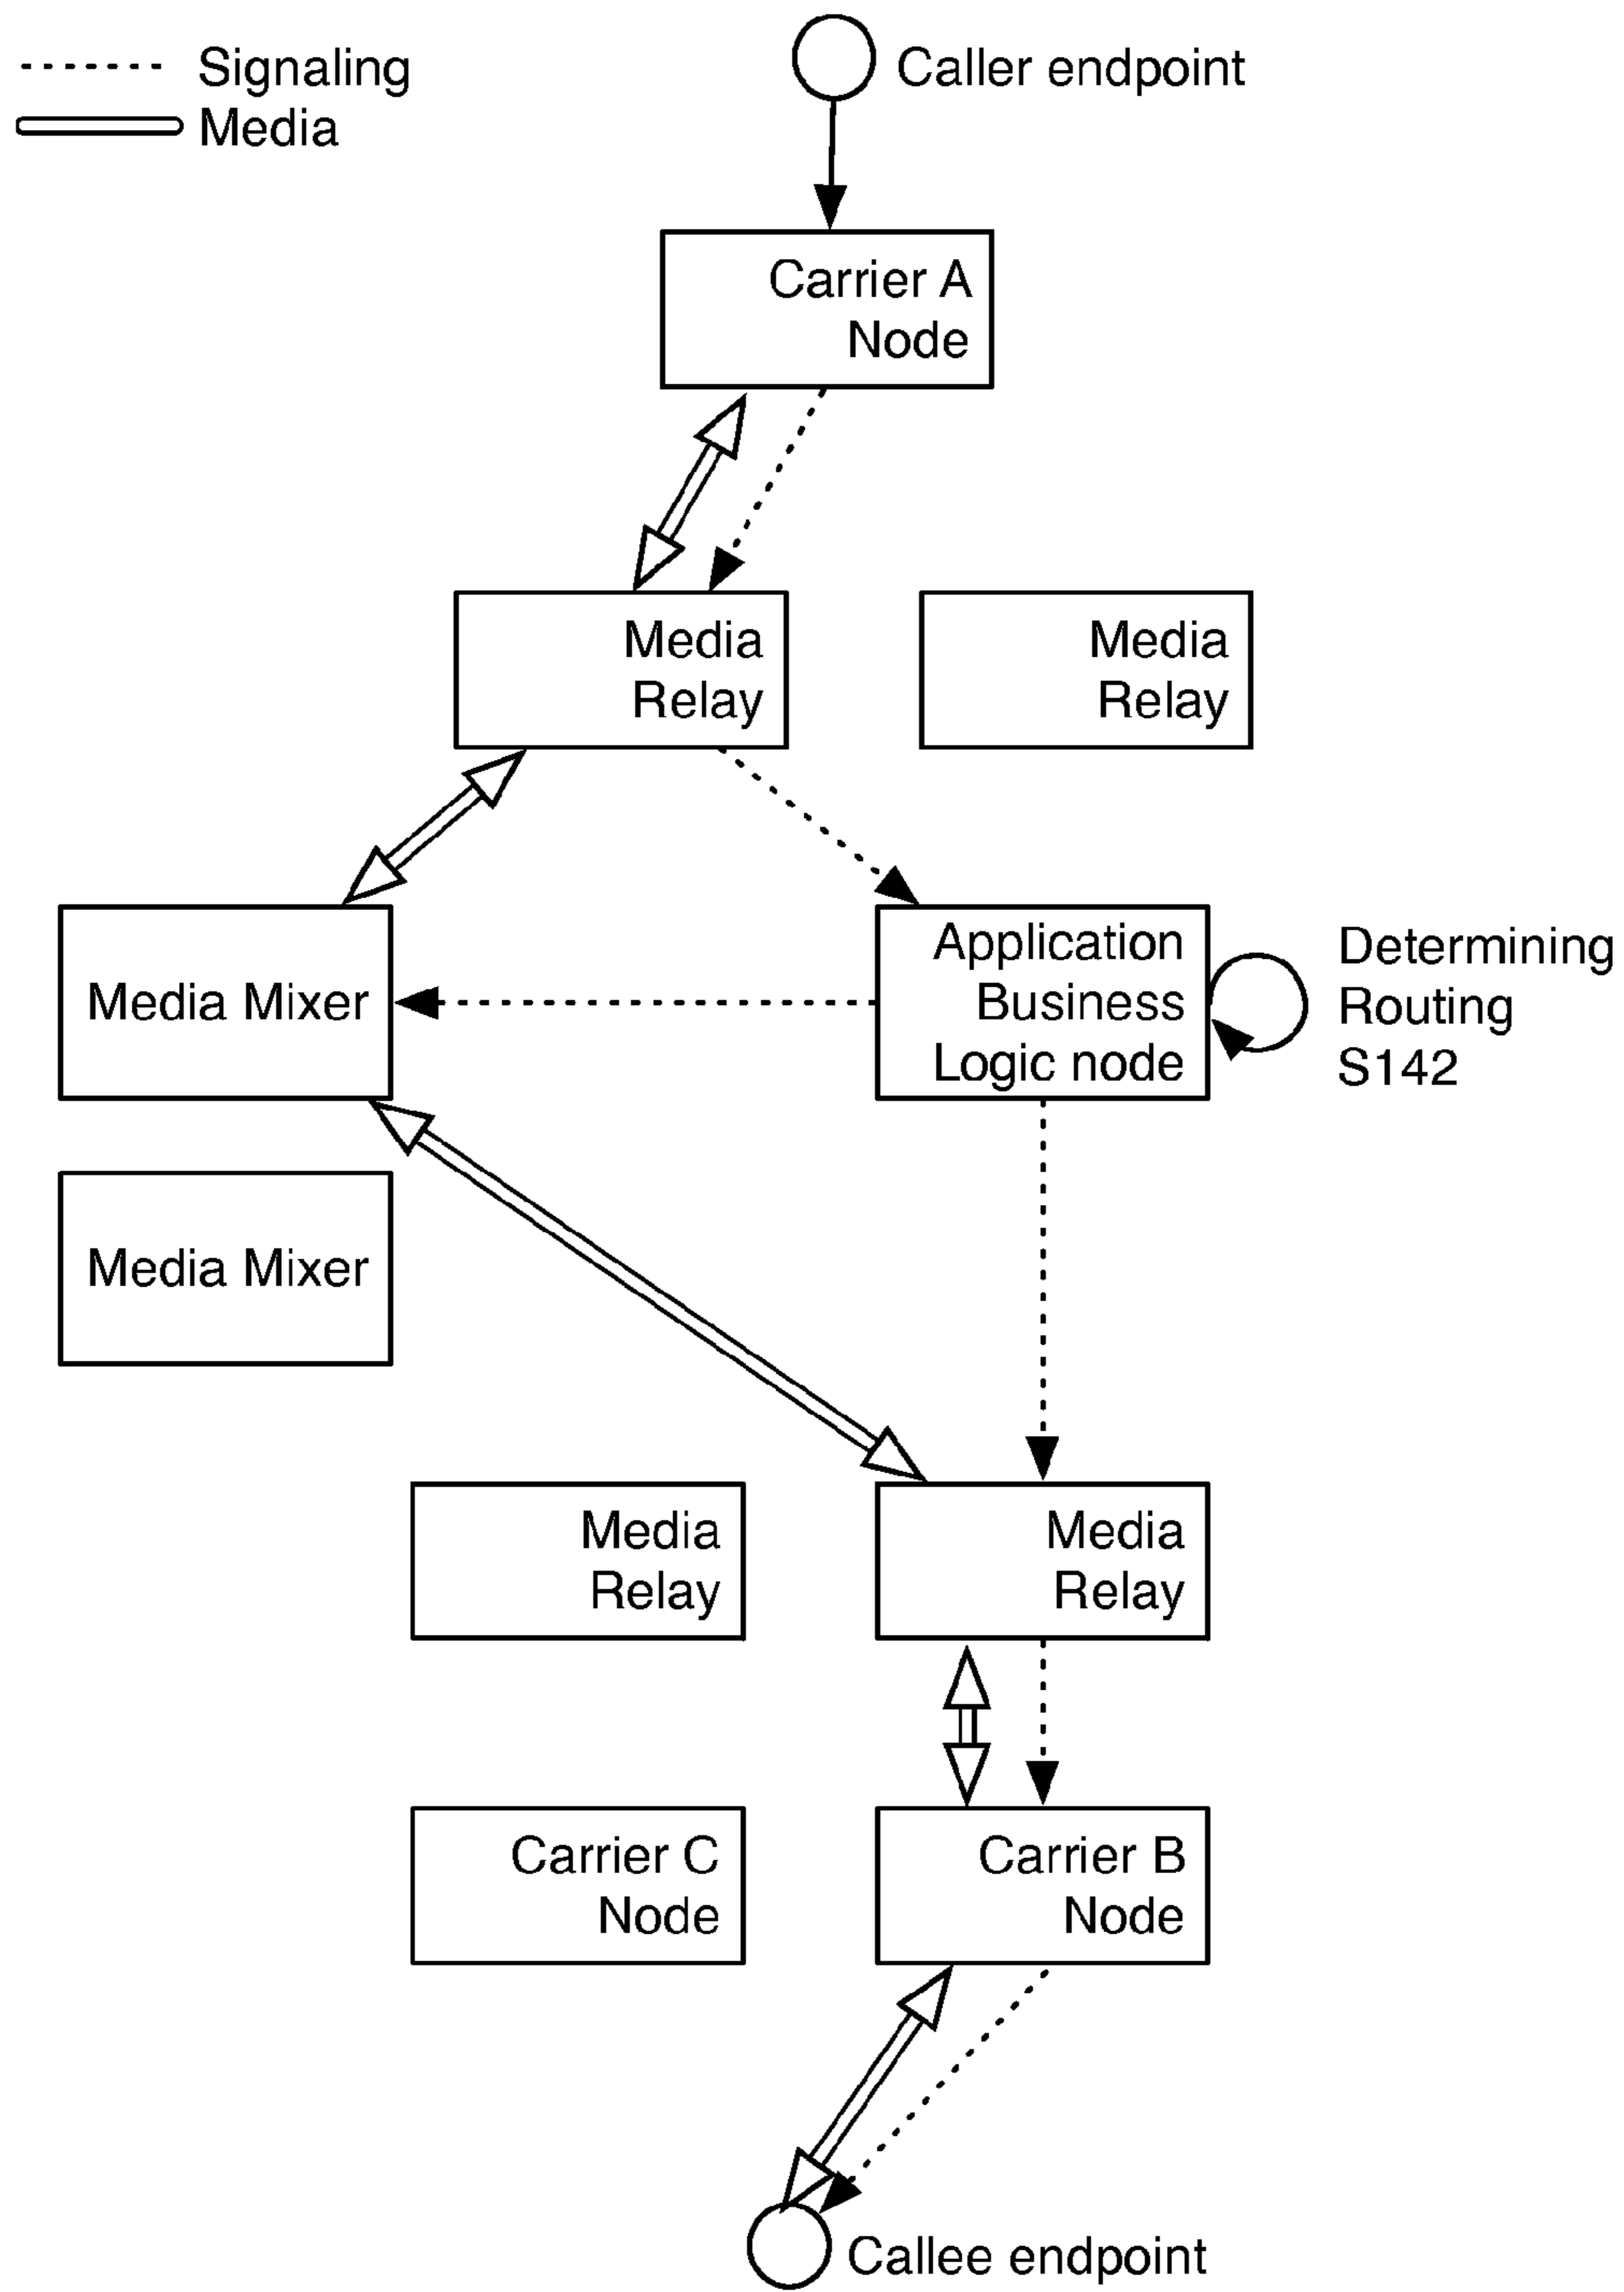 Signaling
Media
Caller endpoint
Carrier A
Node
Media
Relay
Media
Relay
Media Mixer
Application
Business
Logic node
Determining
Routing
S142
Media Mixer
Media
Relay
Media
Relay
Carrier C
Node
Carrier B
Node
Callee endpoint